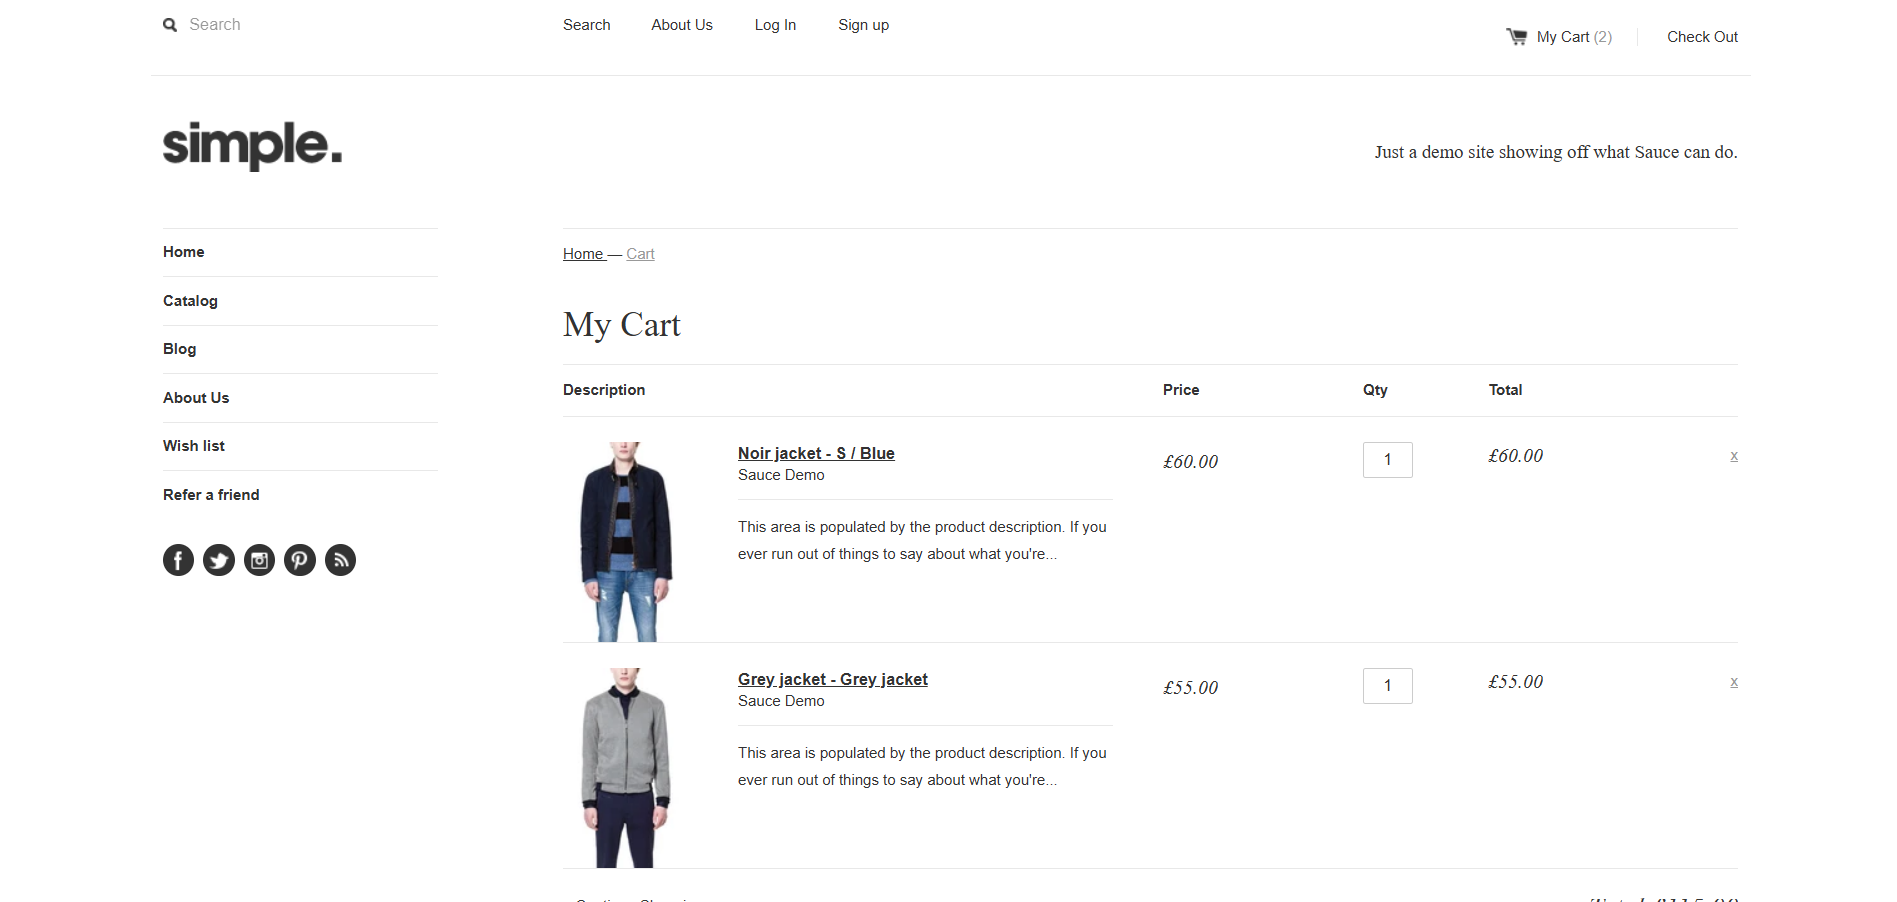 Search
Search About Us Log In Sign up
My Cart (2) Check Out
simple.
Just a demo site showing off what Sauce can do.
Home
Catalog
Blog
About Us
Wish list
Refer a friend
Home — Cart
My Cart
Description Price Qty Total
Noir jacket - S / Blue
Sauce Demo
£60.00 1 £60.00 x
This area is populated by the product description. If you
ever run out of things to say about what you're...
Grey jacket - Grey jacket
Sauce Demo
£55.00 1 £55.00 x
This area is populated by the product description. If you
ever run out of things to say about what you're...